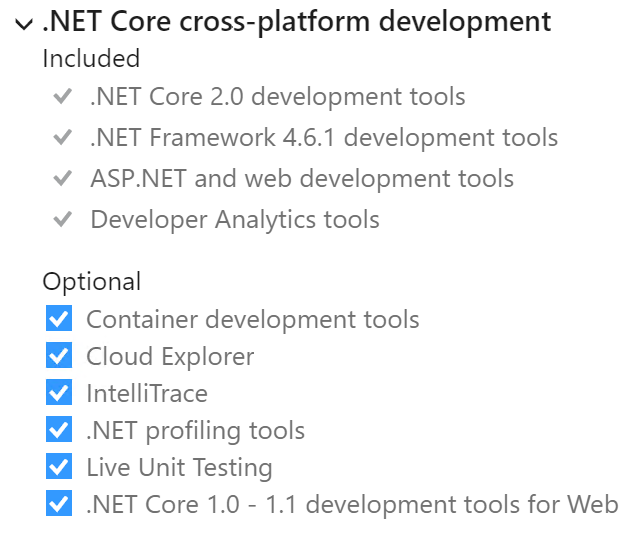 .NET Core cross-platform development
Included
.NET Core 2.0 development tools
.NET Framework 4.6.1 development tools
ASP.NET and web development tools
Developer Analytics tools
Optional
Container development tools
Cloud Explorer
IntelliTrace
.NET profiling tools
Live Unit Testing
.NET Core 1.0 - 1.1 development tools for Web